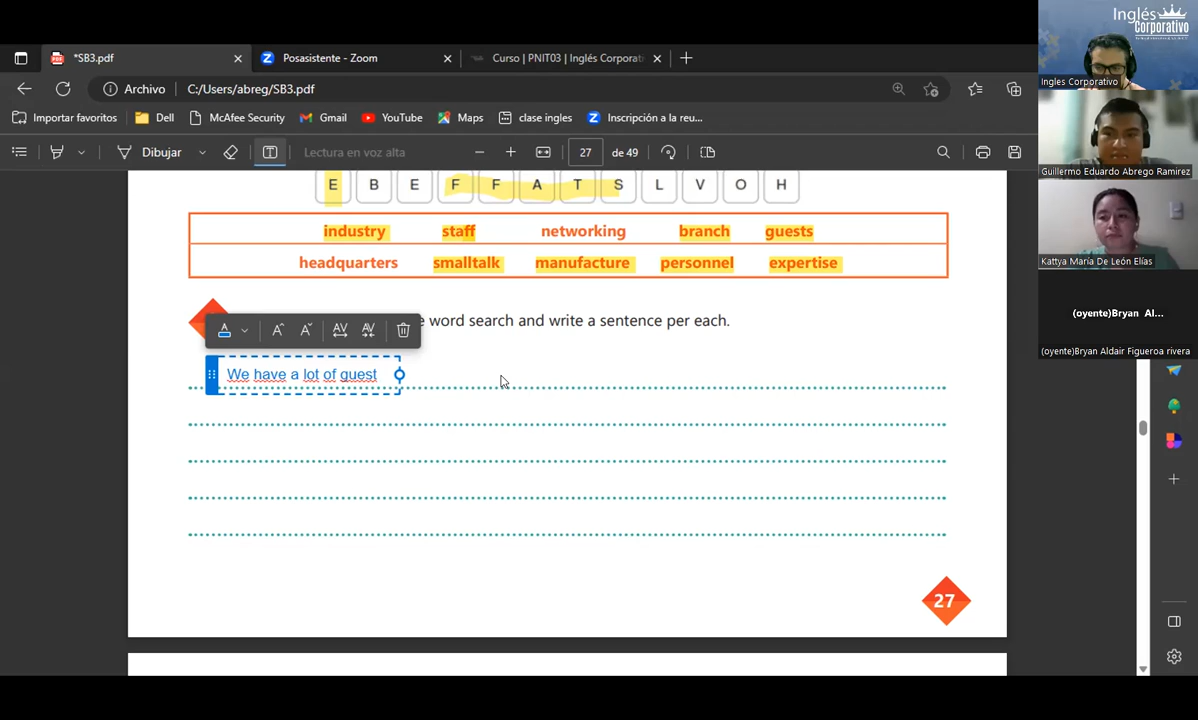 Inglés
Corporativo
*SB3.pdf
Posasistente - Zoom
Curso | PNIT03 | Inglés Corporati
Archivo
C:/Users/abreg/SB3.pdf
Ingles Corporativo
Importar favoritos
Dell
McAfee Security
Gmail
YouTube
Maps
clase ingles
Inscripción a la reu...
Dibujar
Lectura en voz alta
27
de 49
Guillermo Eduardo Abrego Ramirez
E B E F F A T S L V O H
industry staff networking branch guests
headquarters smalltalk manufacture personnel expertise
Kattya María De León Elías
e word search and write a sentence per each.
(oyente)Bryan Al...
(oyente)Bryan Aldair Figueroa rivera
We have a lot of guest
27